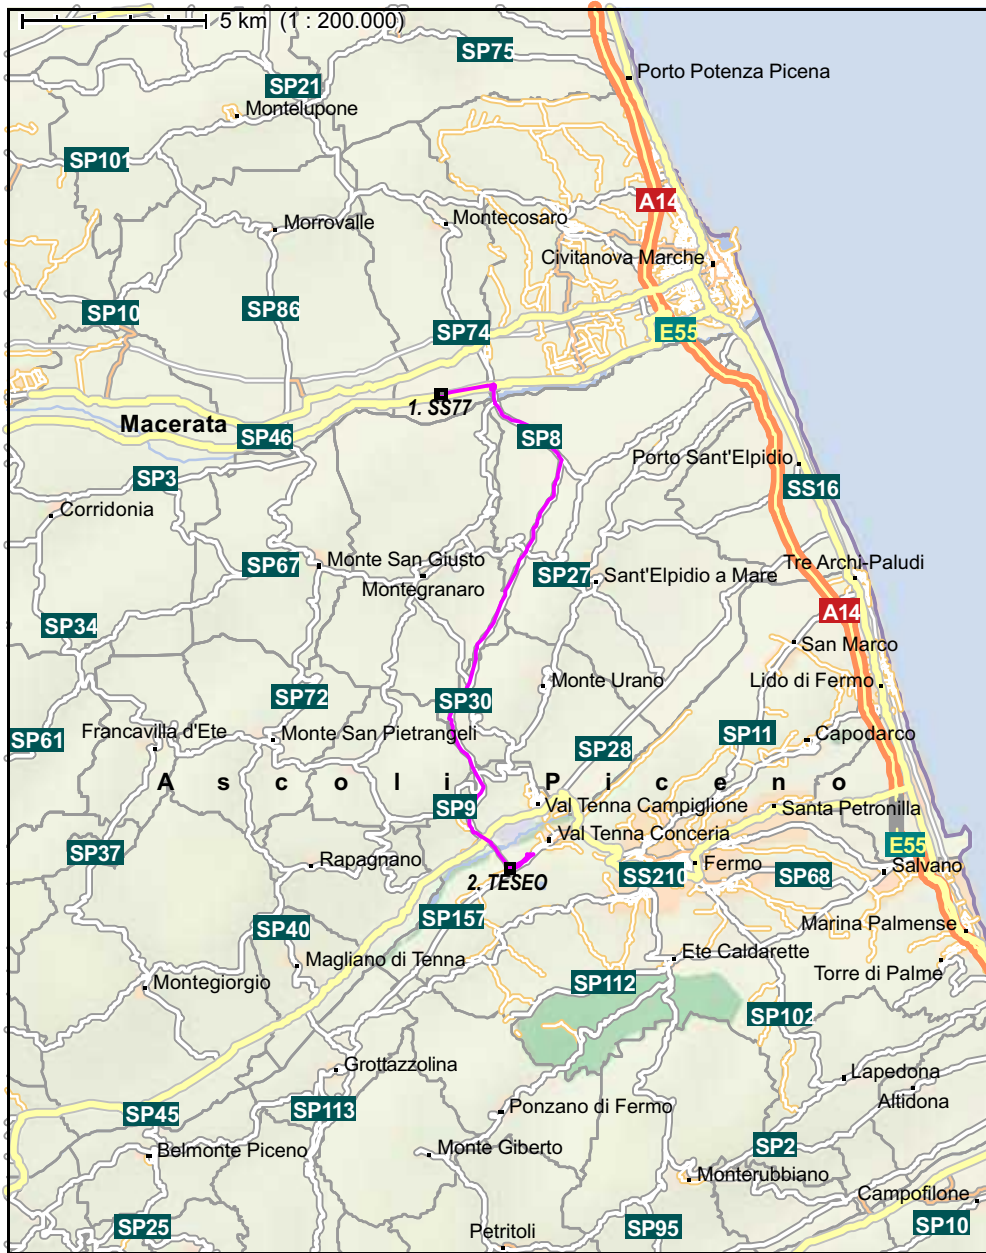 5 km (1 : 200.000)
SP75
Porto Potenza Picena
SP21
Montelupone
SP101
A14
Morrovalle
Montecosaro
Civitanova Marche
SP10
SP86
SP74
E55
1. SS77
Macerata
SP46
SP8
Porto Sant'Elpidio
SP3
SS16
Corridonia
Monte San Giusto
SP67
Tre Archi-Paludi
SP27
Sant'Elpidio a Mare
Montegranaro
A14
SP34
San Marco
Monte Urano
Lido di Fermo
SP72
SP30
Francavilla d'Ete
SP61
Monte San Pietrangeli
SP28
SP11
Capodarco
Ascoli Piceno
SP9
Val Tenna Campiglione
Santa Petronilla
Val Tenna Conceria
E55
SP37
Rapagnano
Fermo
Salvano
2. TESEO
SS210
SP68
SP157
Marina Palmense
SP40
Magliano di Tenna
Ete Caldarette
Torre di Palme
Montegiorgio
SP112
SP102
Grottazzolina
Lapedona
Altidona
SP45
SP113
Ponzano di Fermo
Belmonte Piceno
Monte Giberto
SP2
Monterubbiano
Campofilone
SP25
Petritoli
SP95
SP10